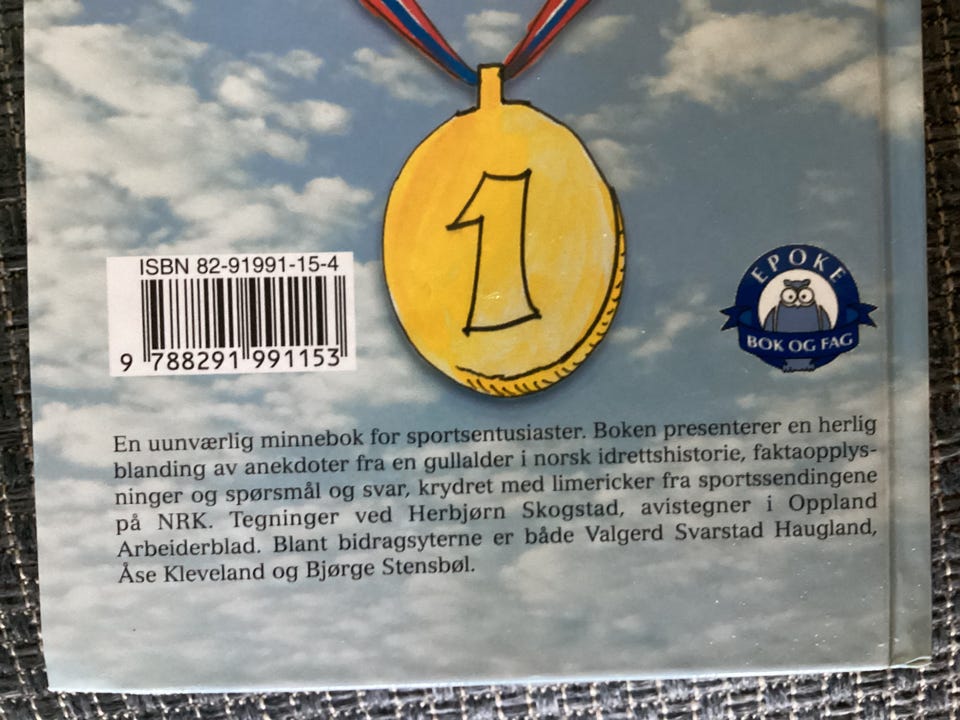 1
ISBN 82-91991-15-4
9 788291 991153
EPOKE
BOK OG FAG
En uunværlig minnebok for sportsentusiaster. Boken presenterer en herlig
blanding av anekdoter fra en gullalder i norsk idrettshistorie, faktaopplys-
ninger og spørsmål og svar, krydret med limericker fra sportssendingene
på NRK. Tegninger ved Herbjørn Skogstad, avistegner i Oppland
Arbeiderblad. Blant bidragsyterne er både Valgerd Svarstad Haugland,
Åse Kleveland og Bjørge Stensbøl.